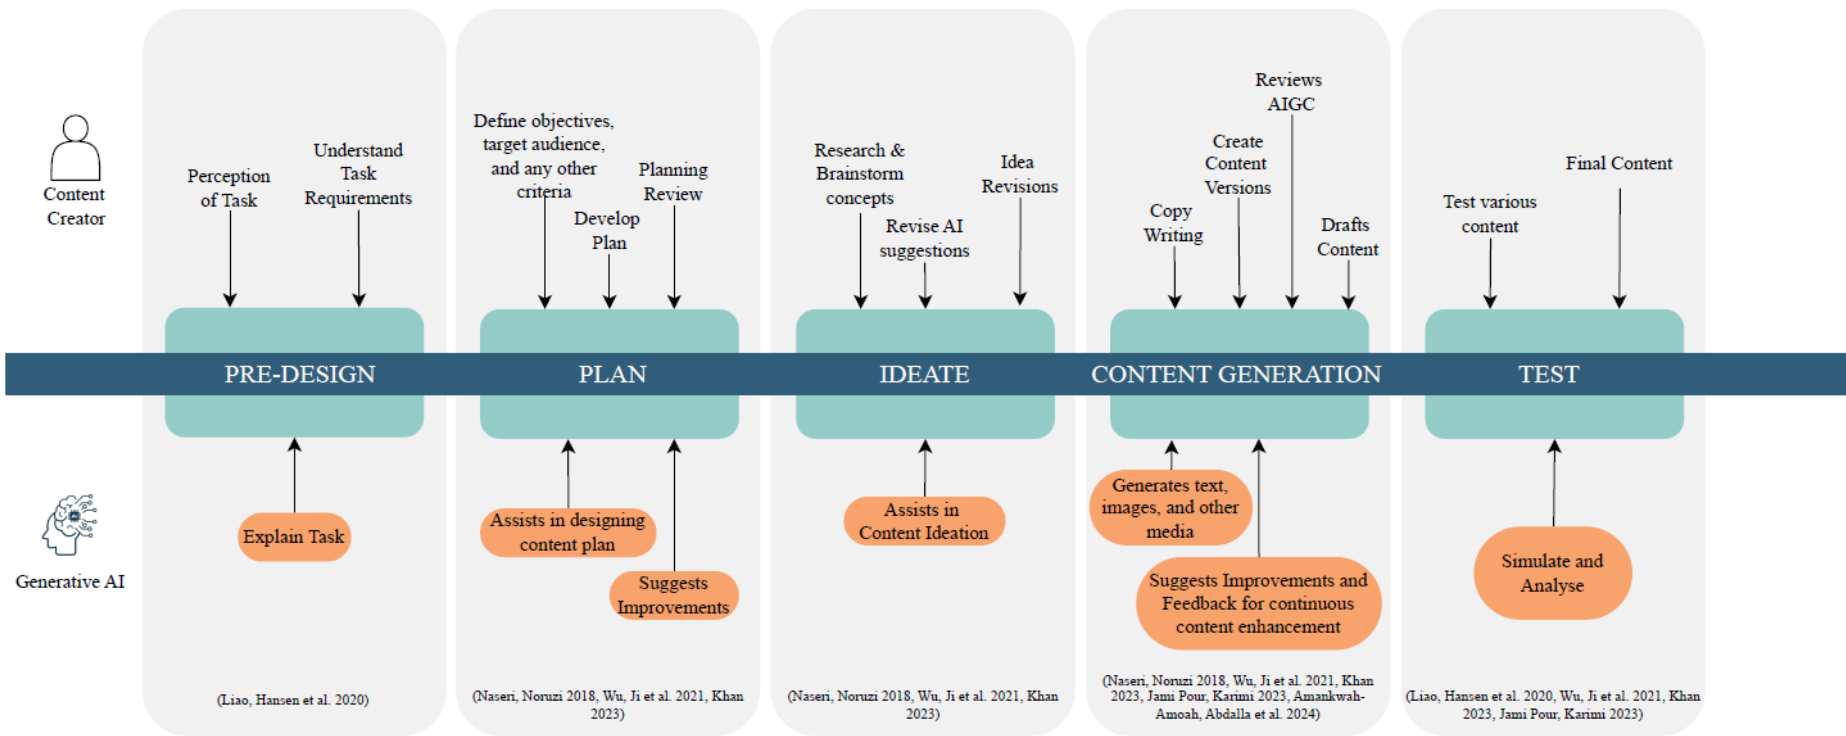 Content
Creator
Perception
of Task
Understand
Task
Requirements
Define objectives,
target audience,
and any other
criteria
Develop
Plan
Planning
Review
Research &
Brainstorm
concepts
Revise AI
suggestions
Idea
Revisions
Copy
Writing
Create
Content
Versions
Reviews
AIGC
Drafts
Content
Test various
content
Final Content
PRE-DESIGN
PLAN
IDEATE
CONTENT GENERATION
TEST
Generative AI
Explain Task
Assists in designing
content plan
Suggests
Improvements
Assists in
Content Ideation
Generates text,
images, and other
media
Suggests Improvements and
Feedback for continuous
content enhancement
Simulate and
Analyse
(Liao, Hansen et al. 2020)
(Naseri, Noruzi 2018, Wu, Ji et al. 2021, Khan
2023)
(Naseri, Noruzi 2018, Wu, Ji et al. 2021, Khan
2023)
(Naseri, Noruzi 2018, Wu, Ji et al. 2021, Khan
2023, Jami Pour, Karimi 2023, Amankwah-
Amoah, Abdalla et al. 2024)
(Liao, Hansen et al. 2020, Wu, Ji et al. 2021, Khan
2023, Jami Pour, Karimi 2023)